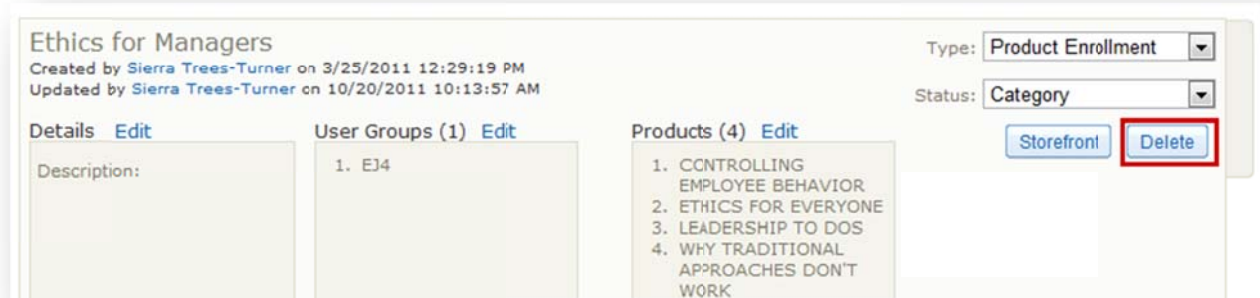 Ethics for Managers
Created by Sierra Trees-Turner on 3/25/2011 12:29:19 PM
Updated by Sierra Trees-Turner on 10/20/2011 10:13:57 AM
Type: Product Enrollment
Status: Category
Storefront Delete
Details Edit
Description:
User Groups (1) Edit
1. EJ4
Products (4) Edit
1. CONTROLLING
EMPLOYEE BEHAVIOR
2. ETHICS FOR EVERYONE
3. LEADERSHIP TO DOS
4. WHY TRADITIONAL
APPROACHES DON'T
WORK